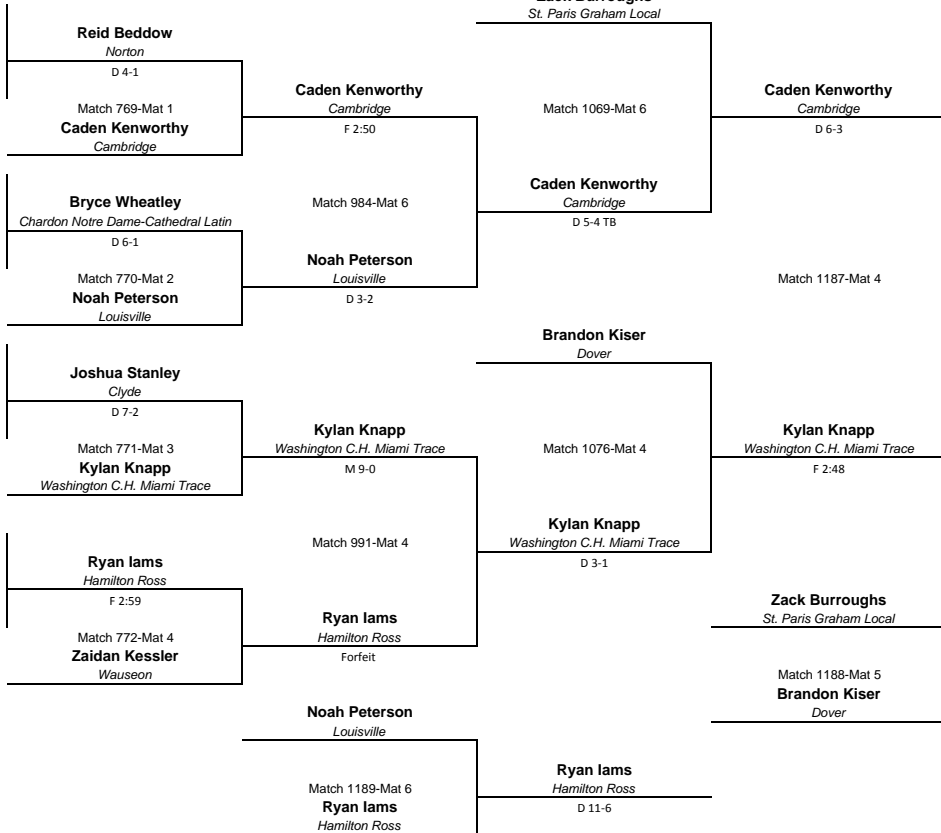 Zack Burroughs
St. Paris Graham Local
Reid Beddow
Norton
D 4-1
Match 769-Mat 1
Caden Kenworthy
Cambridge
Caden Kenworthy
Cambridge
F 2:50
Match 1069-Mat 6
Caden Kenworthy
Cambridge
D 6-3
Bryce Wheatley
Chardon Notre Dame-Cathedral Latin
D 6-1
Match 770-Mat 2
Noah Peterson
Louisville
Match 984-Mat 6
Noah Peterson
Louisville
D 3-2
Caden Kenworthy
Cambridge
D 5-4 TB
Match 1187-Mat 4
Brandon Kiser
Dover
Joshua Stanley
Clyde
D 7-2
Match 771-Mat 3
Kylan Knapp
Washington C.H. Miami Trace
Kylan Knapp
Washington C.H. Miami Trace
M 9-0
Match 1076-Mat 4
Kylan Knapp
Washington C.H. Miami Trace
F 2:48
Match 991-Mat 4
Kylan Knapp
Washington C.H. Miami Trace
D 3-1
Ryan Iams
Hamilton Ross
F 2:59
Match 772-Mat 4
Zaidan Kessler
Wauseon
Ryan Iams
Hamilton Ross
Forfeit
Zack Burroughs
St. Paris Graham Local
Match 1188-Mat 5
Brandon Kiser
Dover
Noah Peterson
Louisville
Match 1189-Mat 6
Ryan Iams
Hamilton Ross
Ryan Iams
Hamilton Ross
D 11-6